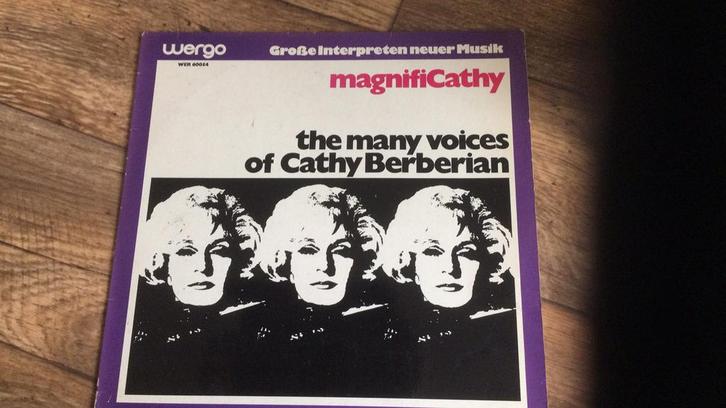 wergo
Große Interpreten neuer Musik
WER 60054
magnifiCathy
the many voices
of Cathy Berberian